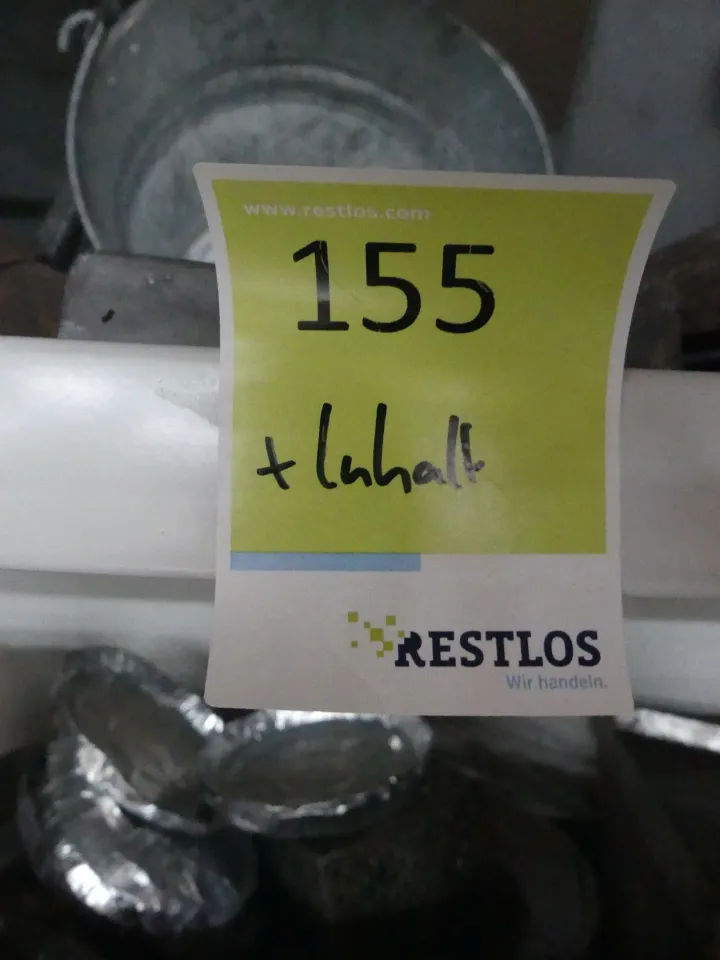 www.restlos.com
155
+ Inhalt
RESTLOS
Wir handeln.